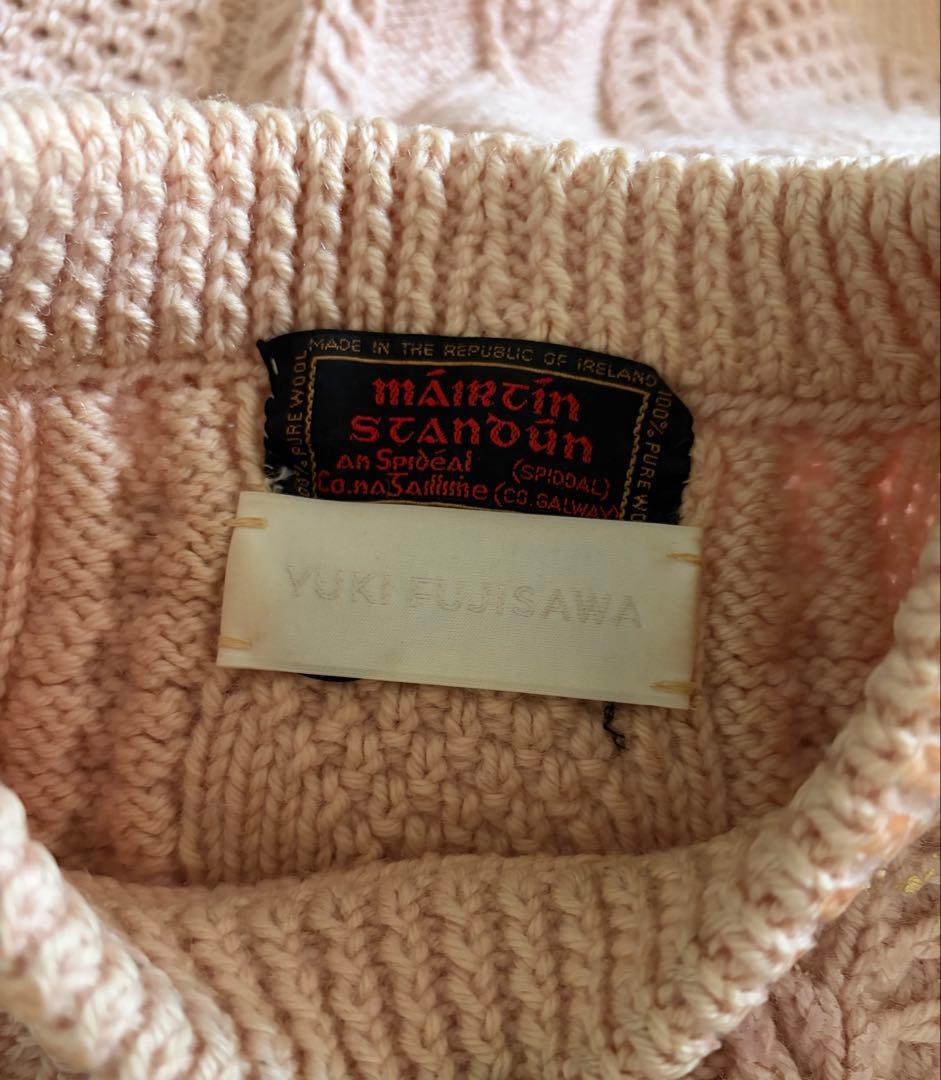 MADE IN THE REPUBLIC OF IRELAND
100% PURE WOOL
máirtín
standún
an Spidéal (SPIDDAL)
Co.na Gaillimhe (CO. GALWAY)
100% PURE WO
YUKI FUJISAWA